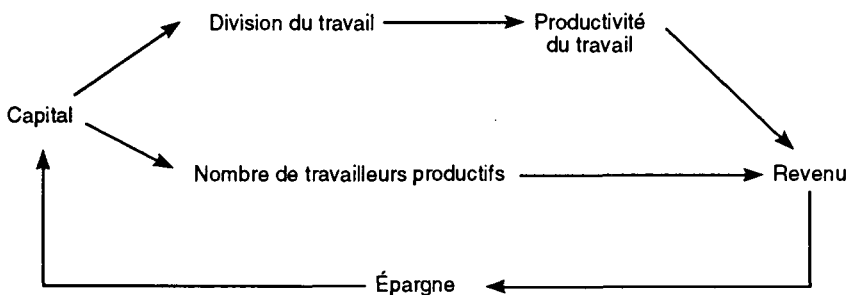 Division du travail
Productivité
du travail
Capital
Nombre de travailleurs productifs
Revenu
Épargne